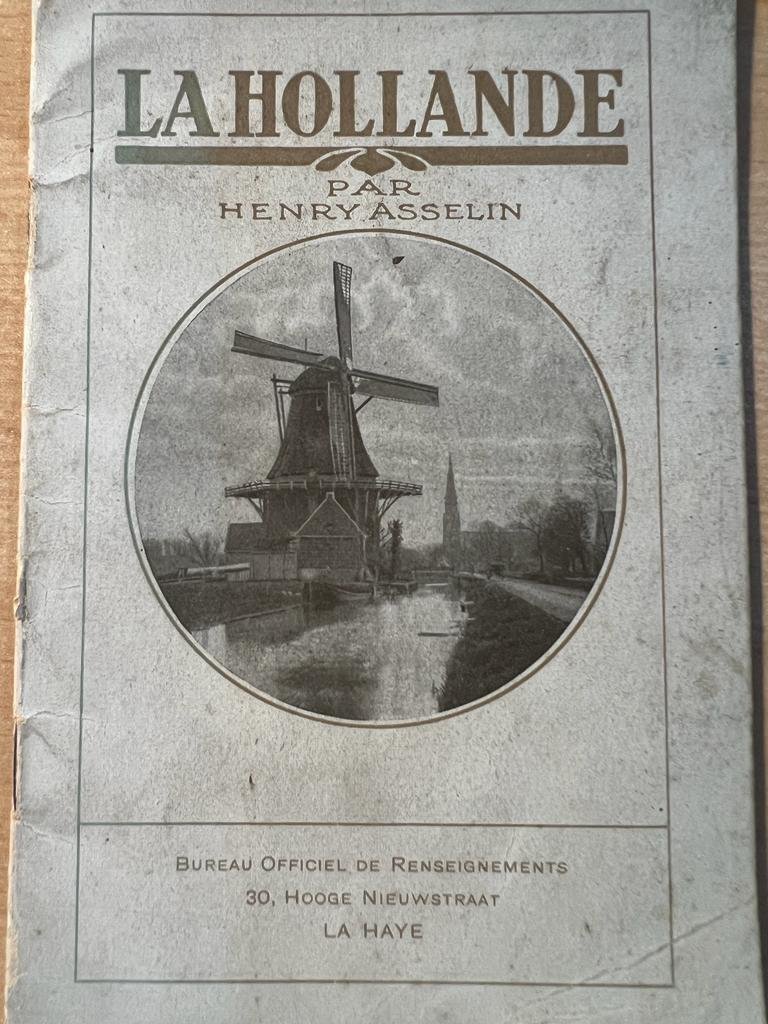 LA HOLLANDE
PAR
HENRY ASSELIN
BUREAU OFFICIEL DE RENSEIGNEMENTS
30, HOOGE NIEUWSTRAAT
LA HAYE